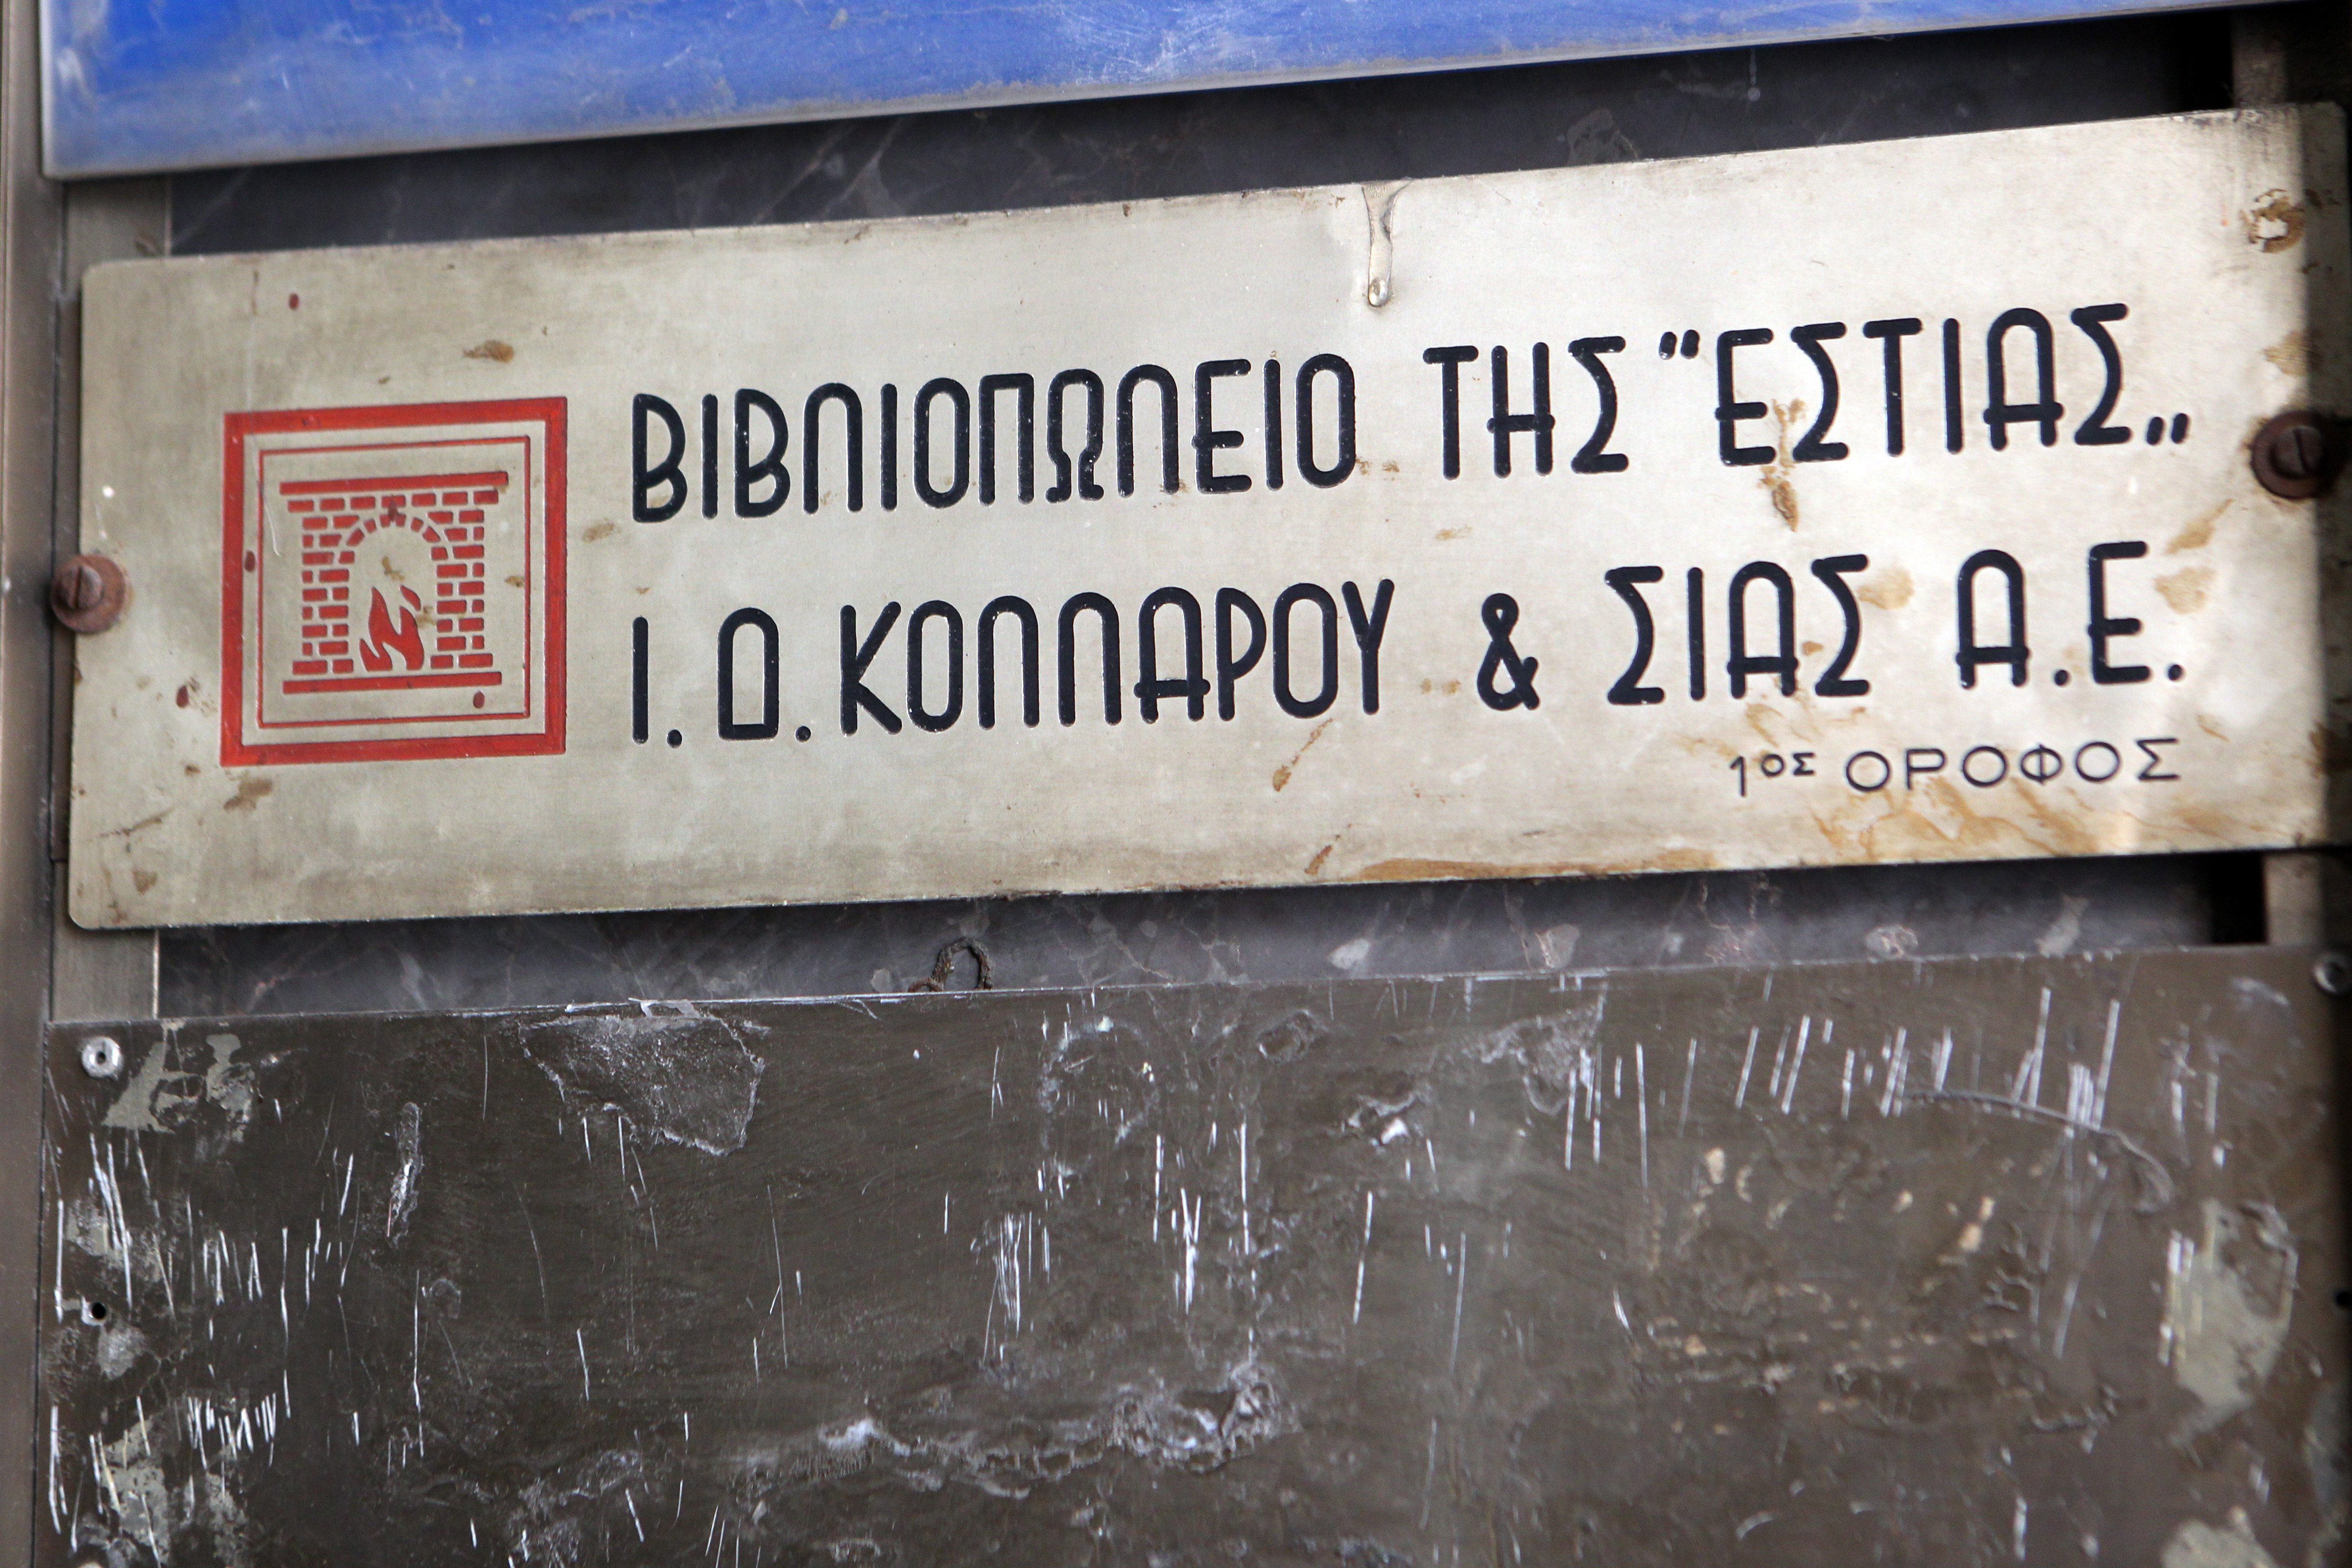 ΒΙΒΛΙΟΠΩΛΕΙΟ ΤΗΣ "ΕΣΤΙΑΣ„
Ι. Δ. ΚΟΛΛΑΡΟΥ & ΣΙΑΣ Α.Ε.
1ος ΟΡΟΦΟΣ